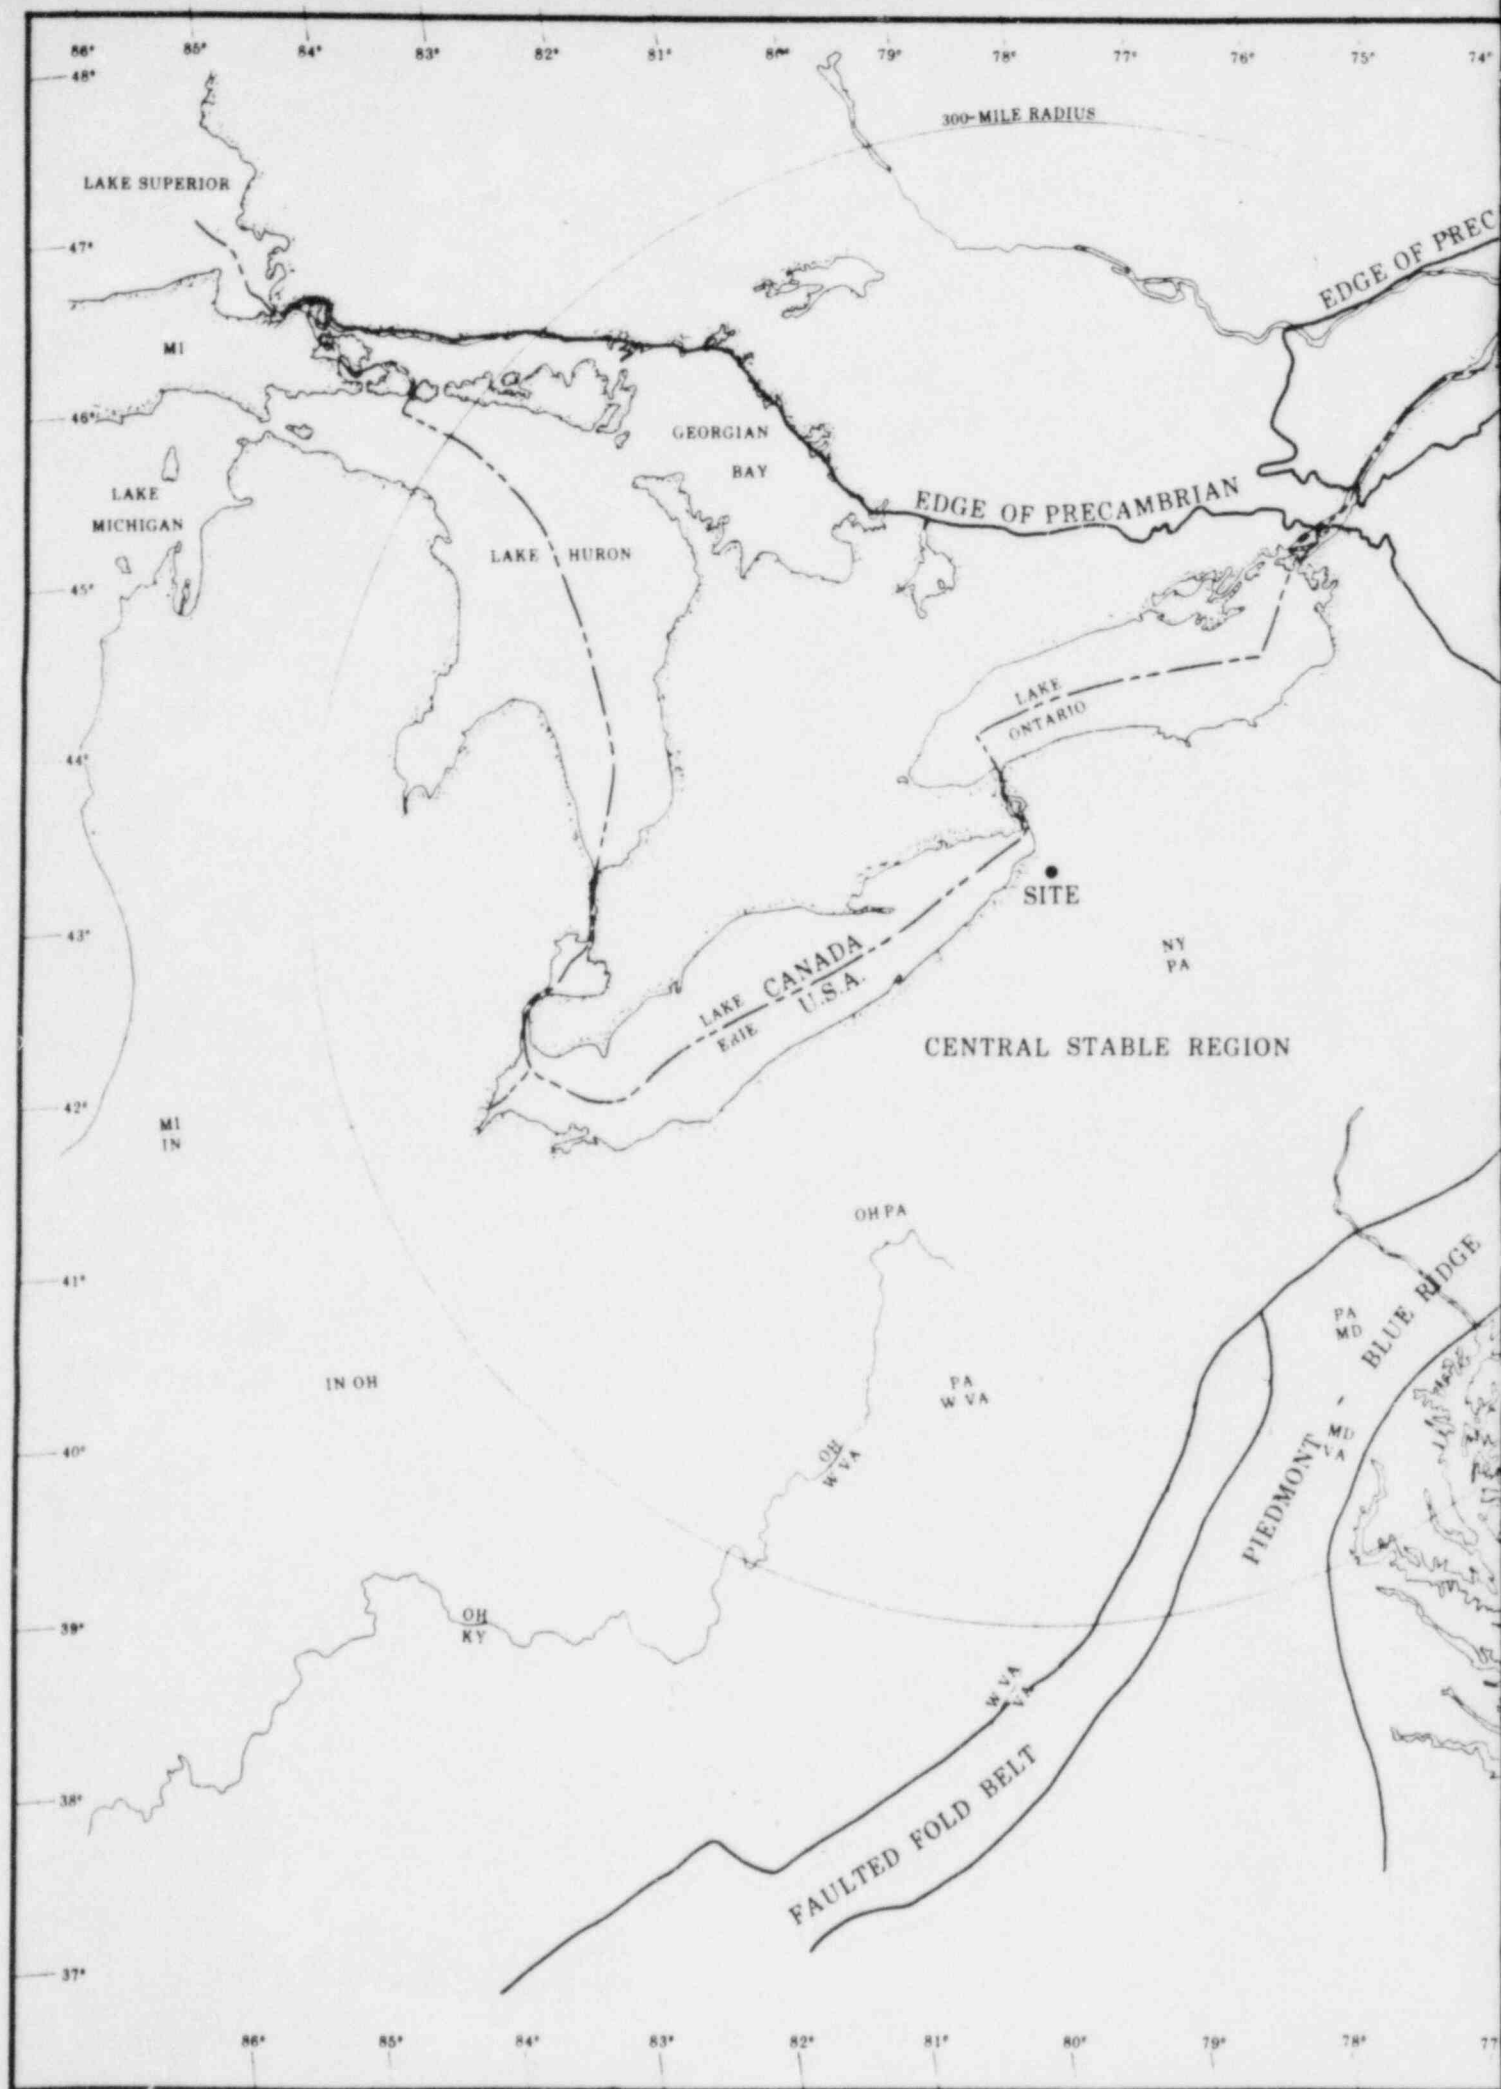 86° 85° 84° 83° 82° 81° 80° 79° 78° 77° 76° 75° 74°
48°
300-MILE RADIUS
LAKE SUPERIOR
47°
EDGE OF PREC
MI
46°
GEORGIAN
BAY
LAKE
MICHIGAN
EDGE OF PRECAMBRIAN
LAKE HURON
45°
LAKE
ONTARIO
44°
SITE
43°
NY
PA
CANADA
U.S.A.
LAKE
ERIE
CENTRAL STABLE REGION
42°
MI
IN
OH PA
41°
BLUE RIDGE
PA
MD
IN OH
PA
W VA
40°
OH
W VA
MD
VA
PIEDMONT -
39°
OH
KY
W VA
VA
38°
FAULTED FOLD BELT
37°
86° 85° 84° 83° 82° 81° 80° 79° 78° 77